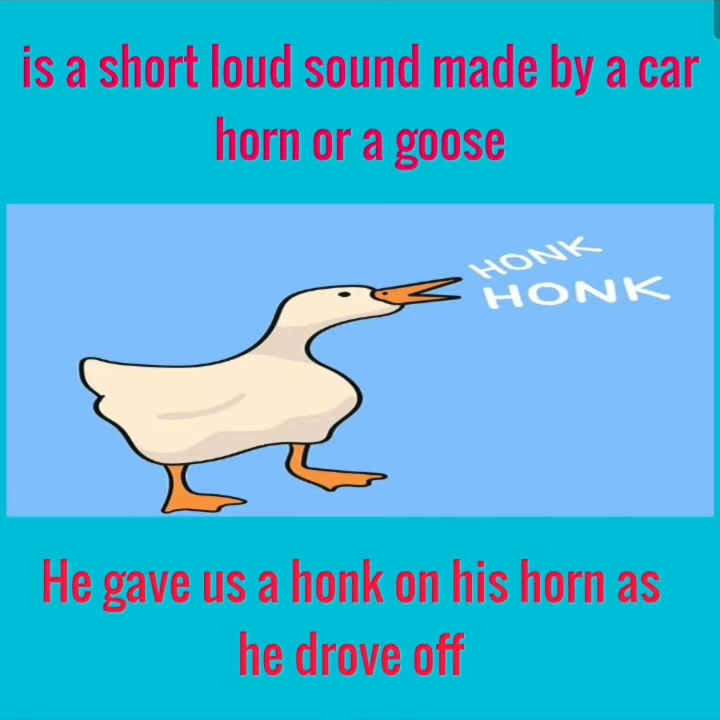 is a short loud sound made by a car
horn or a goose
HONK
HONK
He gave us a honk on his horn as
he drove off